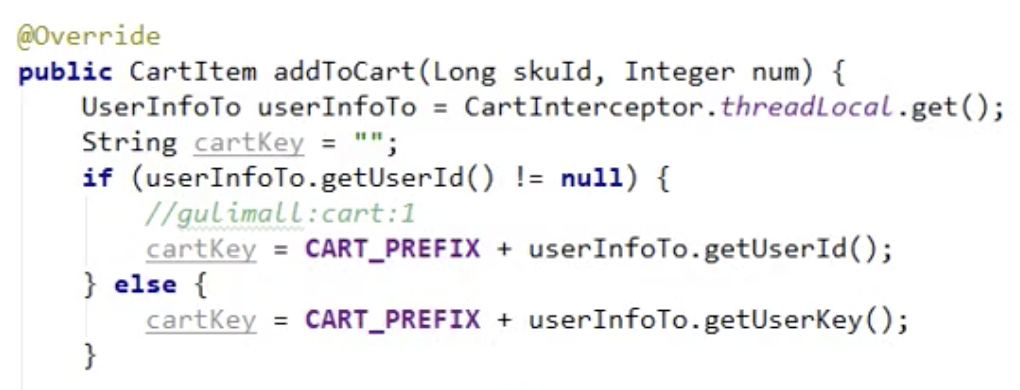 @Override
public CartItem addToCart(Long skuId, Integer num) {
    UserInfoTo userInfoTo = CartInterceptor.threadLocal.get();
    String cartKey = "";
    if (userInfoTo.getUserId() != null) {
        //gulimall:cart:1
        cartKey = CART_PREFIX + userInfoTo.getUserId();
    } else {
        cartKey = CART_PREFIX + userInfoTo.getUserKey();
    }